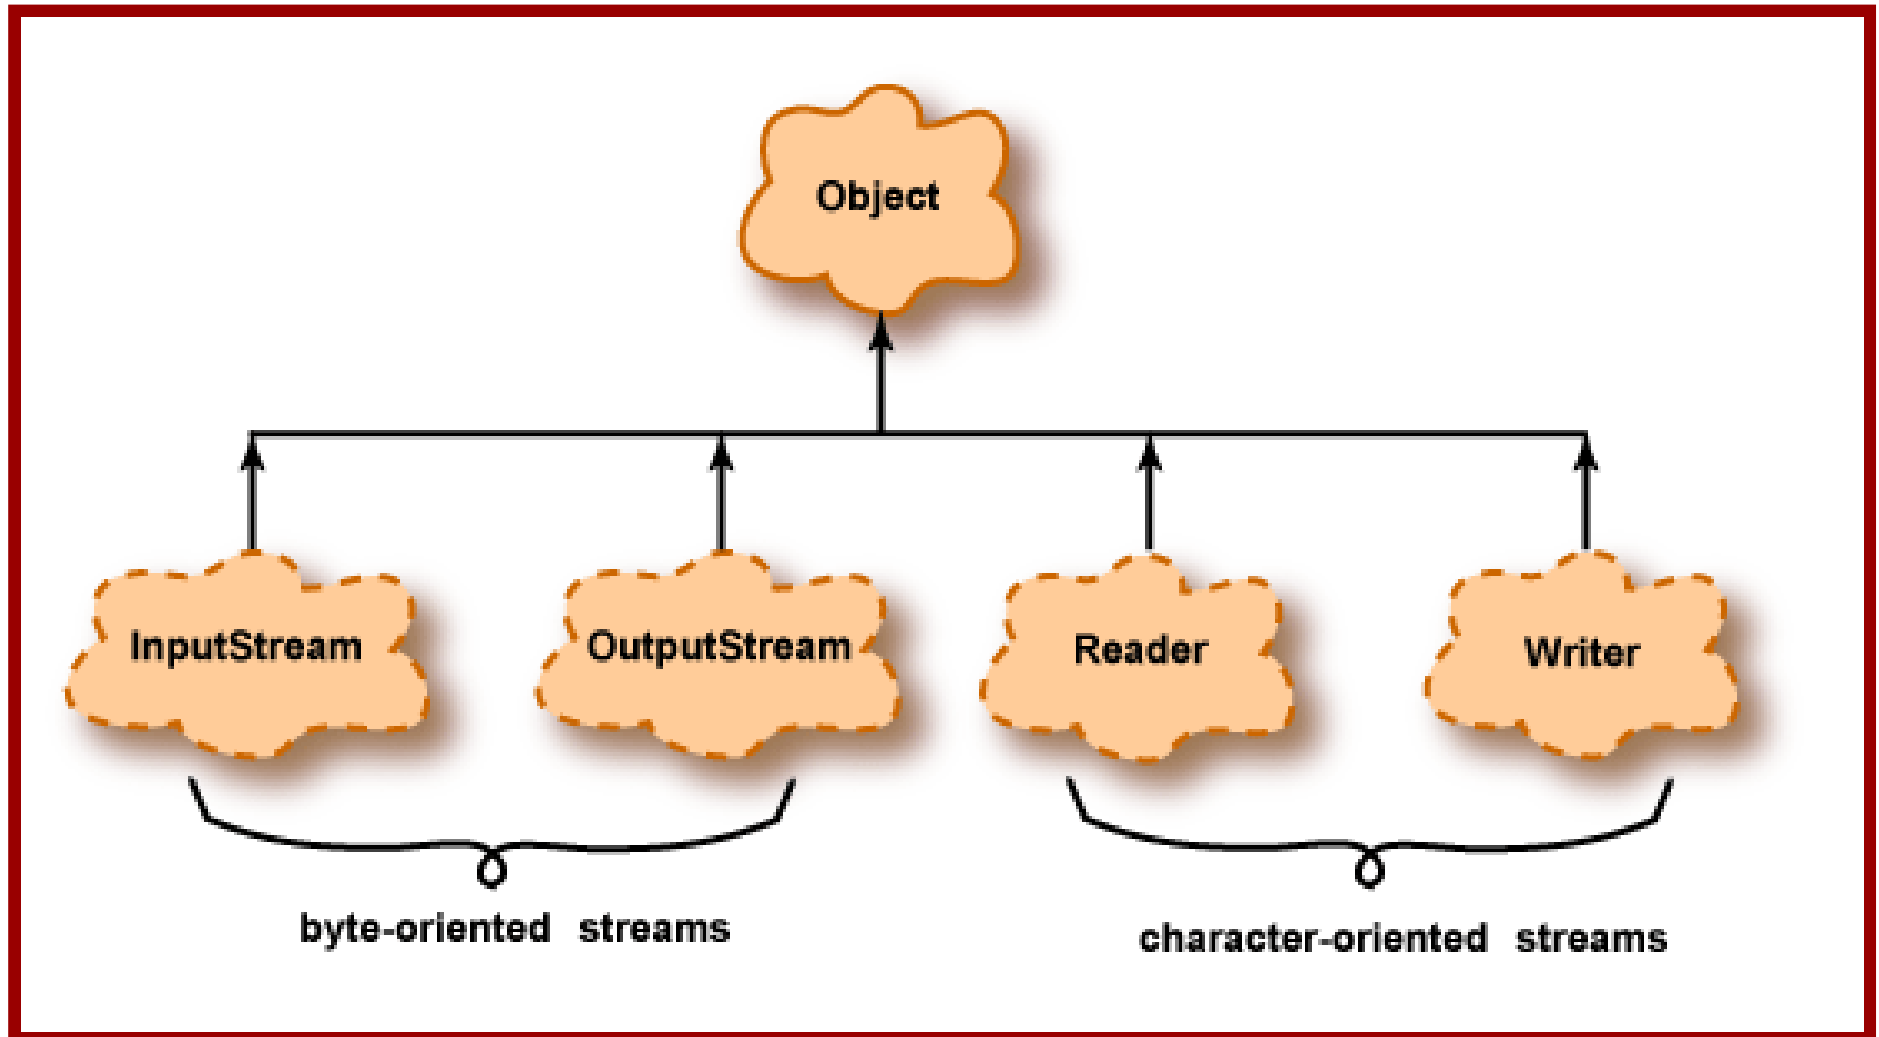 Object
InputStream
OutputStream
Reader
Writer
byte-oriented streams
character-oriented streams